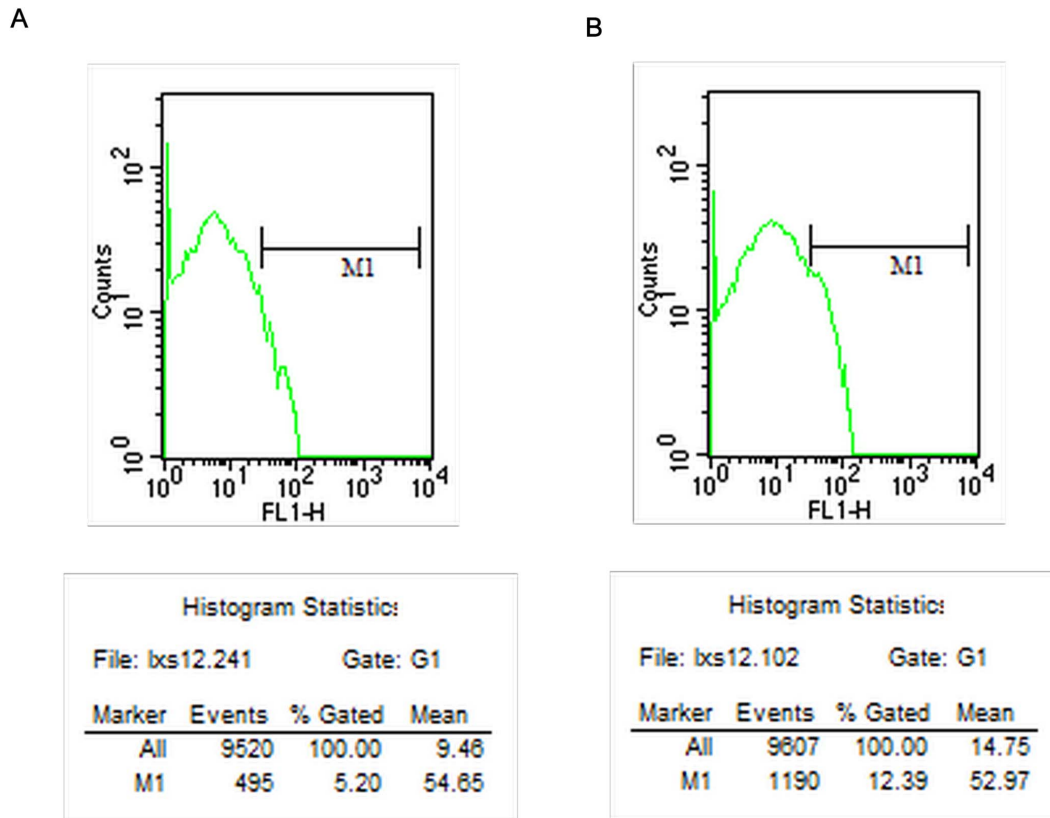 A
B
10^2
10^1
10^0
Counts
M1
10^0 10^1 10^2 10^3 10^4
FL1-H
10^2
10^1
10^0
Counts
M1
10^0 10^1 10^2 10^3 10^4
FL1-H
Histogram Statistics
File: lxs12.241 Gate: G1
Marker Events % Gated Mean
All 9520 100.00 9.46
M1 495 5.20 54.65
Histogram Statistics
File: lxs12.102 Gate: G1
Marker Events % Gated Mean
All 9607 100.00 14.75
M1 1190 12.39 52.97